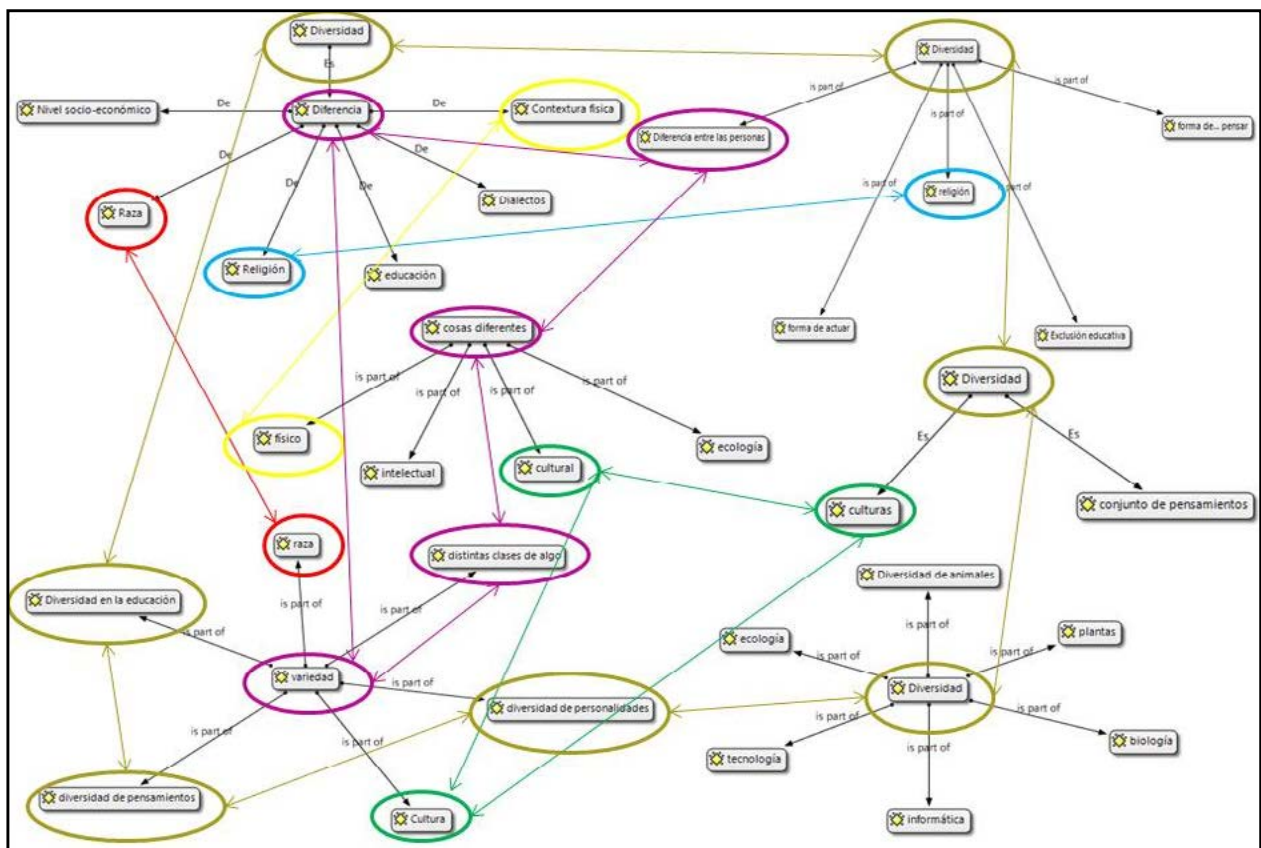 Diversidad
Es
Diferencia
De
Nivel socio-económico
De
Contextura física
De
Raza
De
Religión
De
educación
De
Dialectos
Diversidad
is part of
Diferencia entre las personas
is part of
forma de... pensar
is part of
religión
is part of
forma de actuar
is part of
Exclusión educativa
cosas diferentes
is part of
físico
is part of
intelectual
is part of
cultural
is part of
ecología
Diversidad
Es
culturas
Es
conjunto de pensamientos
raza
is part of
distintas clases de algo
is part of
Diversidad en la educación
is part of
variedad
is part of
diversidad de personalidades
is part of
diversidad de pensamientos
is part of
Cultura
Diversidad de animales
is part of
ecología
is part of
plantas
is part of
Diversidad
is part of
tecnología
is part of
biología
is part of
informática